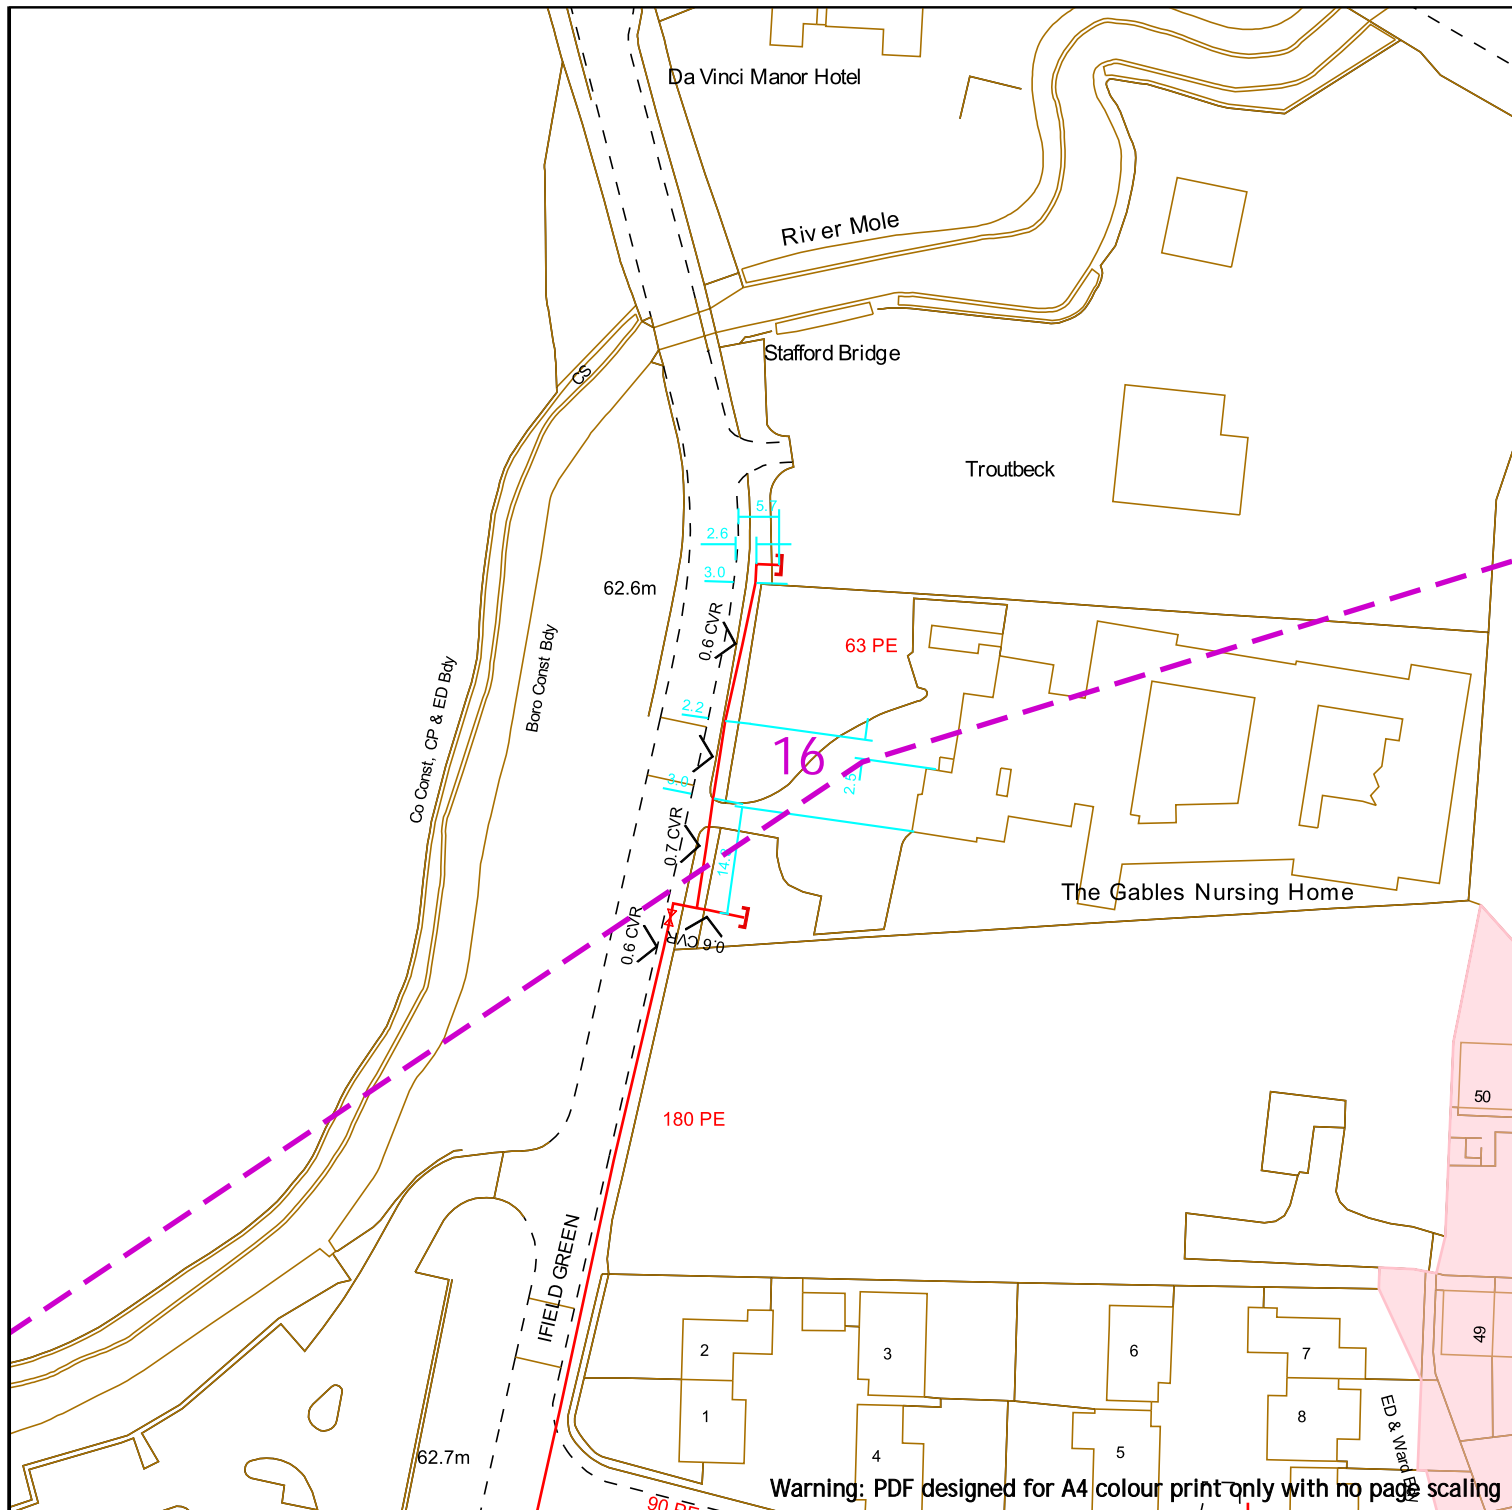 Da Vinci Manor Hotel
River Mole
CS
Stafford Bridge
Troutbeck
5.7
2.6
3.0
62.6m
0.6 CVR
63 PE
Boro Const Bdy
Co Const, CP & ED Bdy
2.2
16
2.5
0.7 CVR
The Gables Nursing Home
0.6 CVR
0.6 CVR
50
180 PE
IFIELD GREEN
2
3
6
7
49
1
4
5
8
ED & Ward
62.7m
90 PE
Warning: PDF designed for A4 colour print only with no page scaling